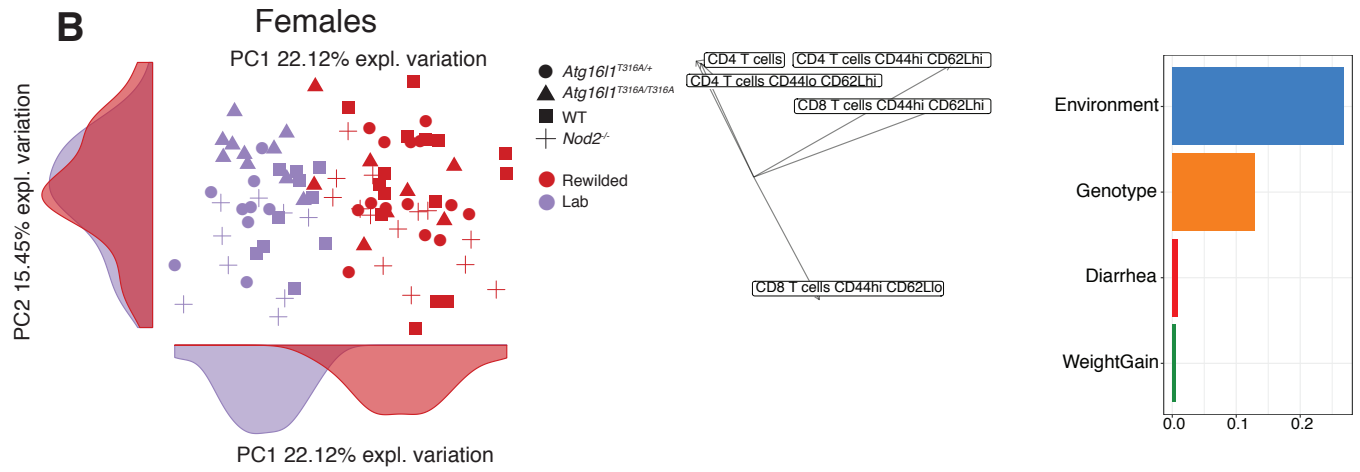 B
Females
PC1 22.12% expl. variation
PC2 15.45% expl. variation
Atg16l1T316A/+
Atg16l1T316A/T316A
WT
Nod2-/-
Rewilded
Lab
PC1 22.12% expl. variation
CD4 T cells
CD4 T cells CD44hi CD62Lhi
CD4 T cells CD44lo CD62Lhi
CD8 T cells CD44hi CD62Lhi
CD8 T cells CD44hi CD62Llo
Environment
Genotype
Diarrhea
WeightGain
0.0 0.1 0.2